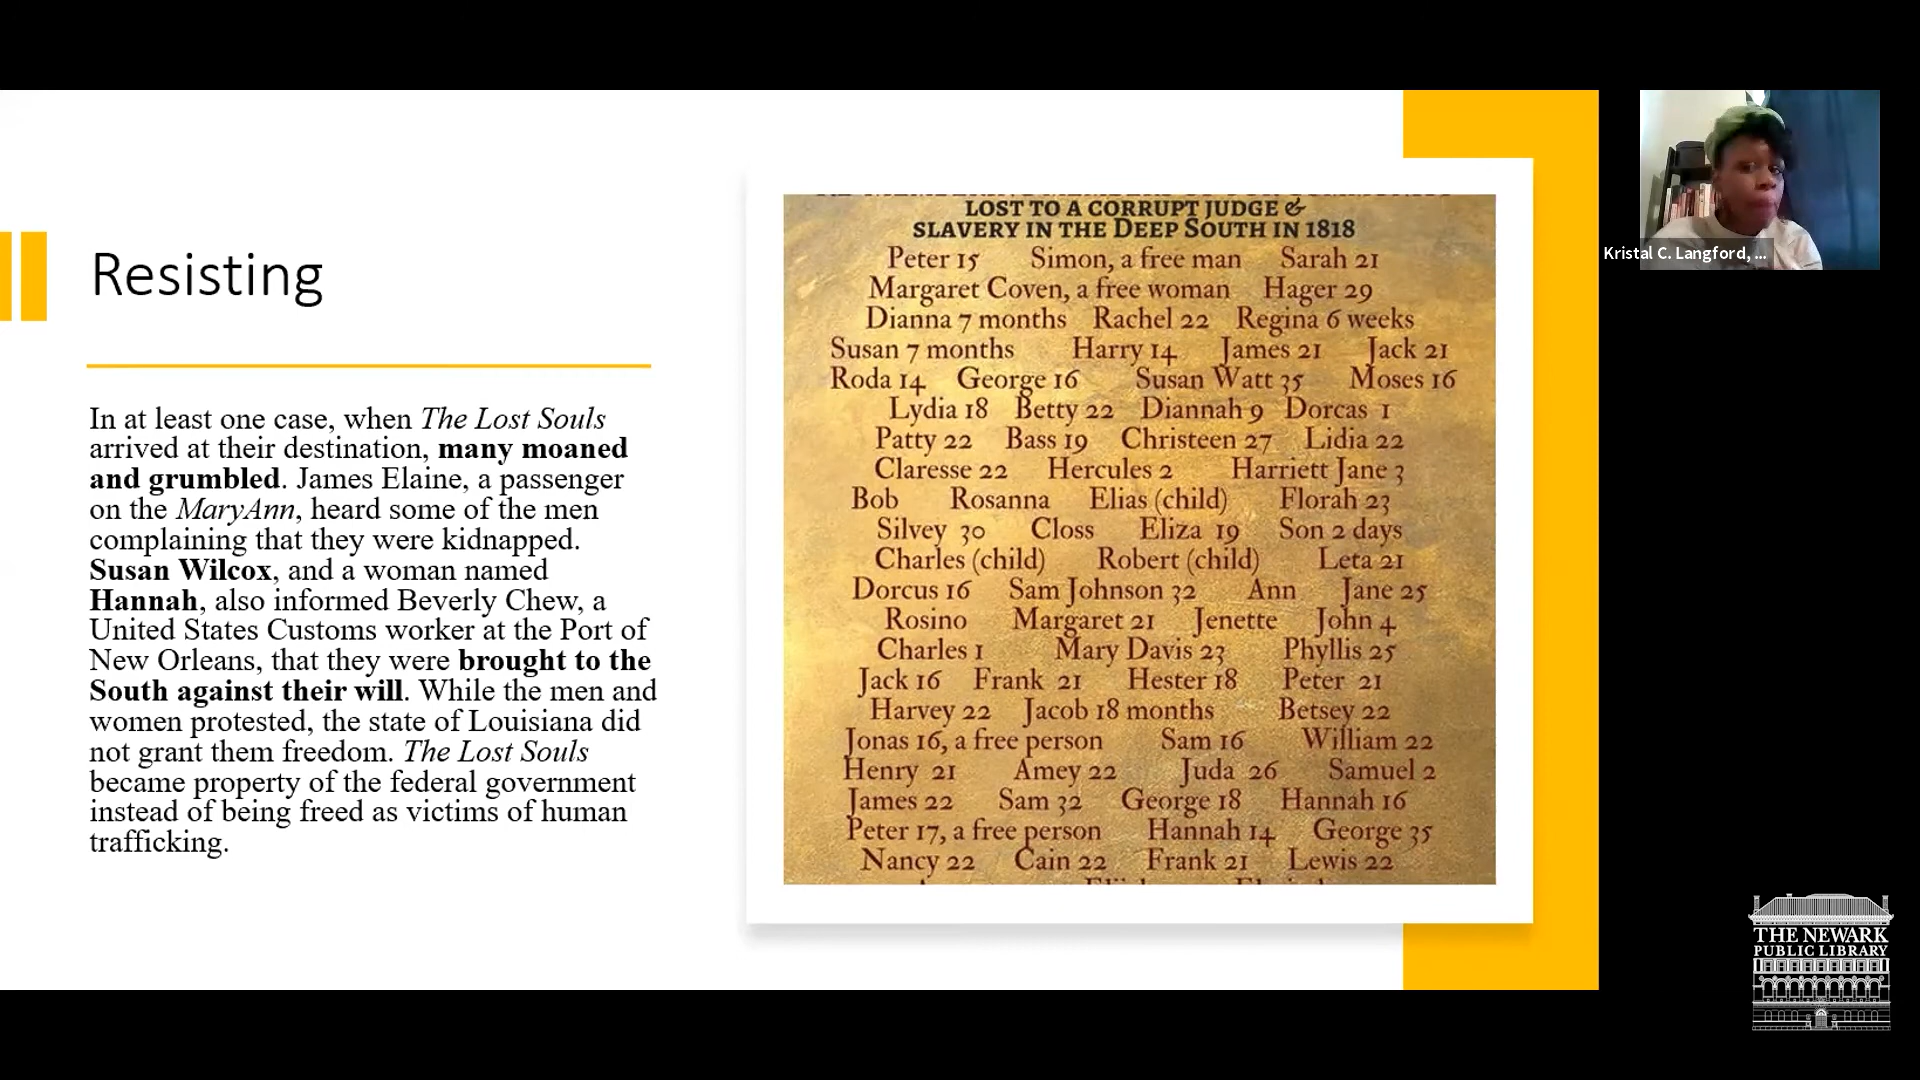 Resisting
In at least one case, when The Lost Souls
arrived at their destination, many moaned
and grumbled. James Elaine, a passenger
on the MaryAnn, heard some of the men
complaining that they were kidnapped.
Susan Wilcox, and a woman named
Hannah, also informed Beverly Chew, a
United States Customs worker at the Port of
New Orleans, that they were brought to the
South against their will. While the men and
women protested, the state of Louisiana did
not grant them freedom. The Lost Souls
became property of the federal government
instead of being freed as victims of human
trafficking.
LOST TO A CORRUPT JUDGE &
SLAVERY IN THE DEEP SOUTH IN 1818
Peter 15 Simon, a free man Sarah 21
Margaret Coven, a free woman Hager 29
Dianna 7 months Rachel 22 Regina 6 weeks
Susan 7 months Harry 14 James 21 Jack 21
Roda 14 George 16 Susan Watt 35 Moses 16
Lydia 18 Betty 22 Diannah 9 Dorcas 1
Patty 22 Bass 19 Christeen 27 Lidia 22
Claresse 22 Hercules 2 Harriett Jane 3
Bob Rosanna Elias (child) Florah 23
Silvey 30 Closs Eliza 19 Son 2 days
Charles (child) Robert (child) Leta 21
Dorcus 16 Sam Johnson 32 Ann Jane 25
Rosino Margaret 21 Jenette John 4
Charles 1 Mary Davis 23 Phyllis 25
Jack 16 Frank 21 Hester 18 Peter 21
Harvey 22 Jacob 18 months Betsey 22
Jonas 16, a free person Sam 16 William 22
Henry 21 Amey 22 Juda 26 Samuel 2
James 22 Sam 32 George 18 Hannah 16
Peter 17, a free person Hannah 14 George 35
Nancy 22 Cain 22 Frank 21 Lewis 22
Kristal C. Langford, ...
THE NEWARK
PUBLIC LIBRARY